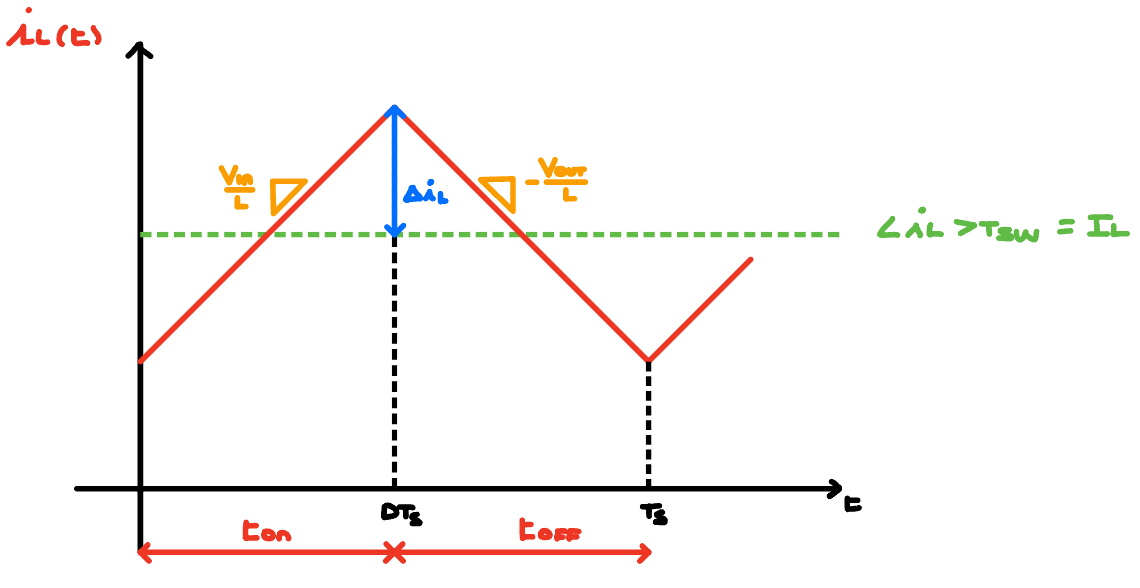 iL(t)
Vin
L
ΔiL
-Vout
L
<iL>Tsw = IL
DTs
Ts
t
ton
toff